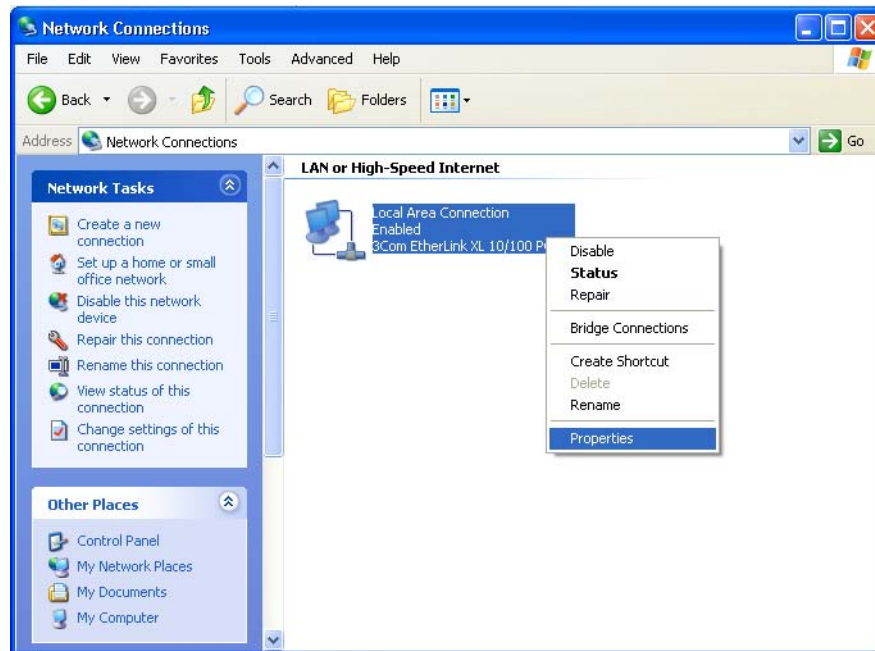 Network Connections
File Edit View Favorites Tools Advanced Help
Back Search Folders
Address Network Connections Go
Network Tasks
Create a new
connection
Set up a home or small
office network
Disable this network
device
Repair this connection
Rename this connection
View status of this
connection
Change settings of this
connection
Other Places
Control Panel
My Network Places
My Documents
My Computer
LAN or High-Speed Internet
Local Area Connection
Enabled
3Com EtherLink XL 10/100
Disable
Status
Repair
Bridge Connections
Create Shortcut
Delete
Rename
Properties